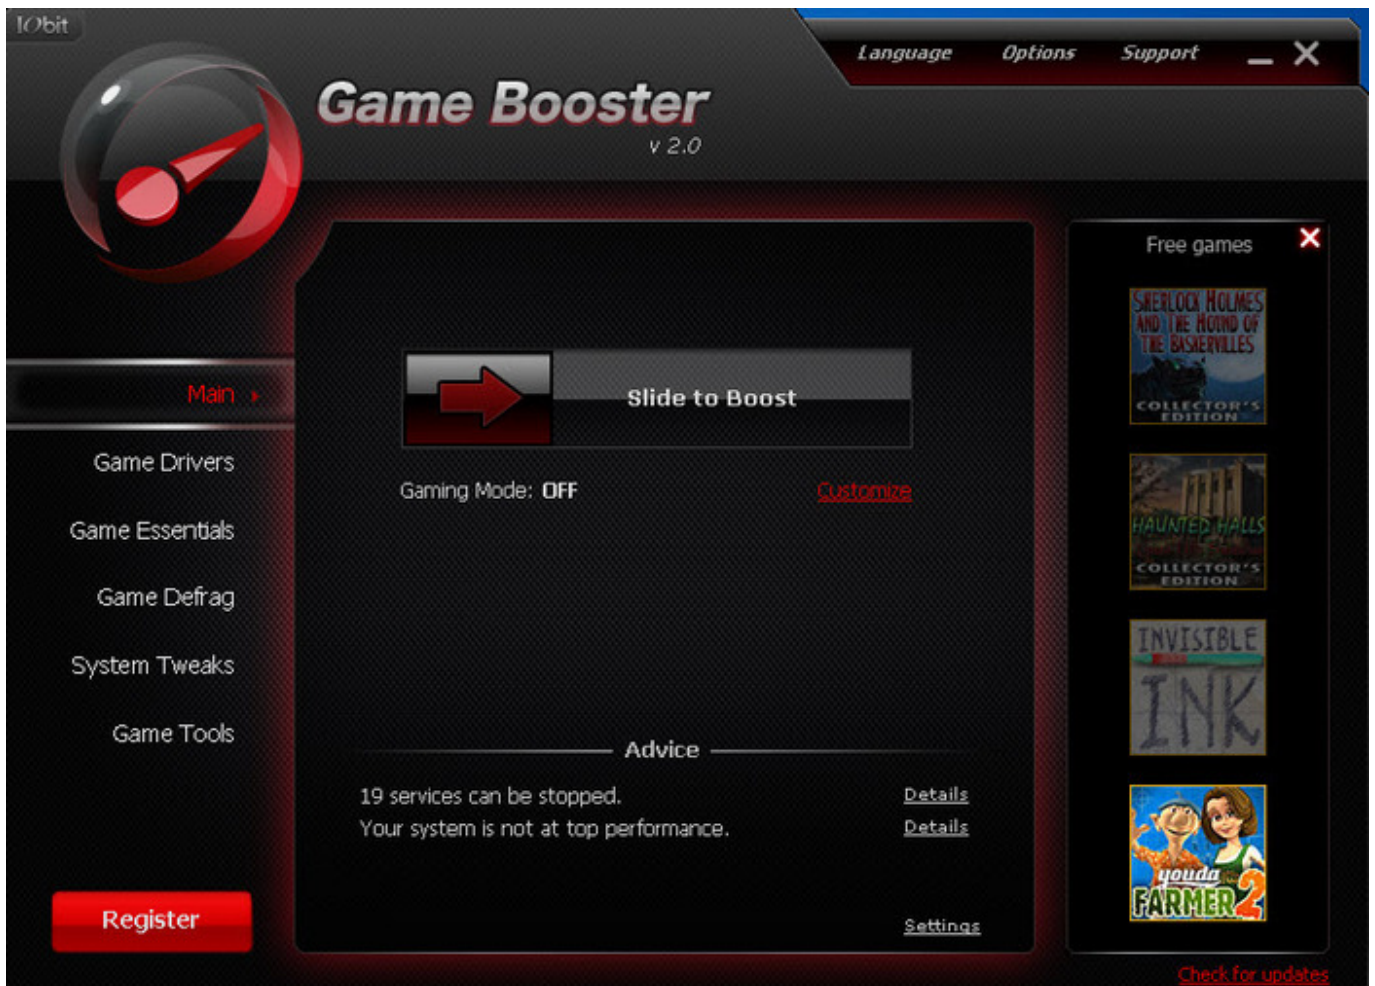 IObit
Language Options Support
Game Booster
v 2.0
Main
Game Drivers
Game Essentials
Game Defrag
System Tweaks
Game Tools
Register
Slide to Boost
Gaming Mode: OFF
Customize
Advice
19 services can be stopped. Details
Your system is not at top performance. Details
Settings
Free games
SHERLOCK HOLMES
AND THE HOUND OF
THE BASKERVILLES
COLLECTOR'S
EDITION
HAUNTED HALLS
COLLECTOR'S
EDITION
INVISIBLE
INK
youda
FARMER 2
Check for updates